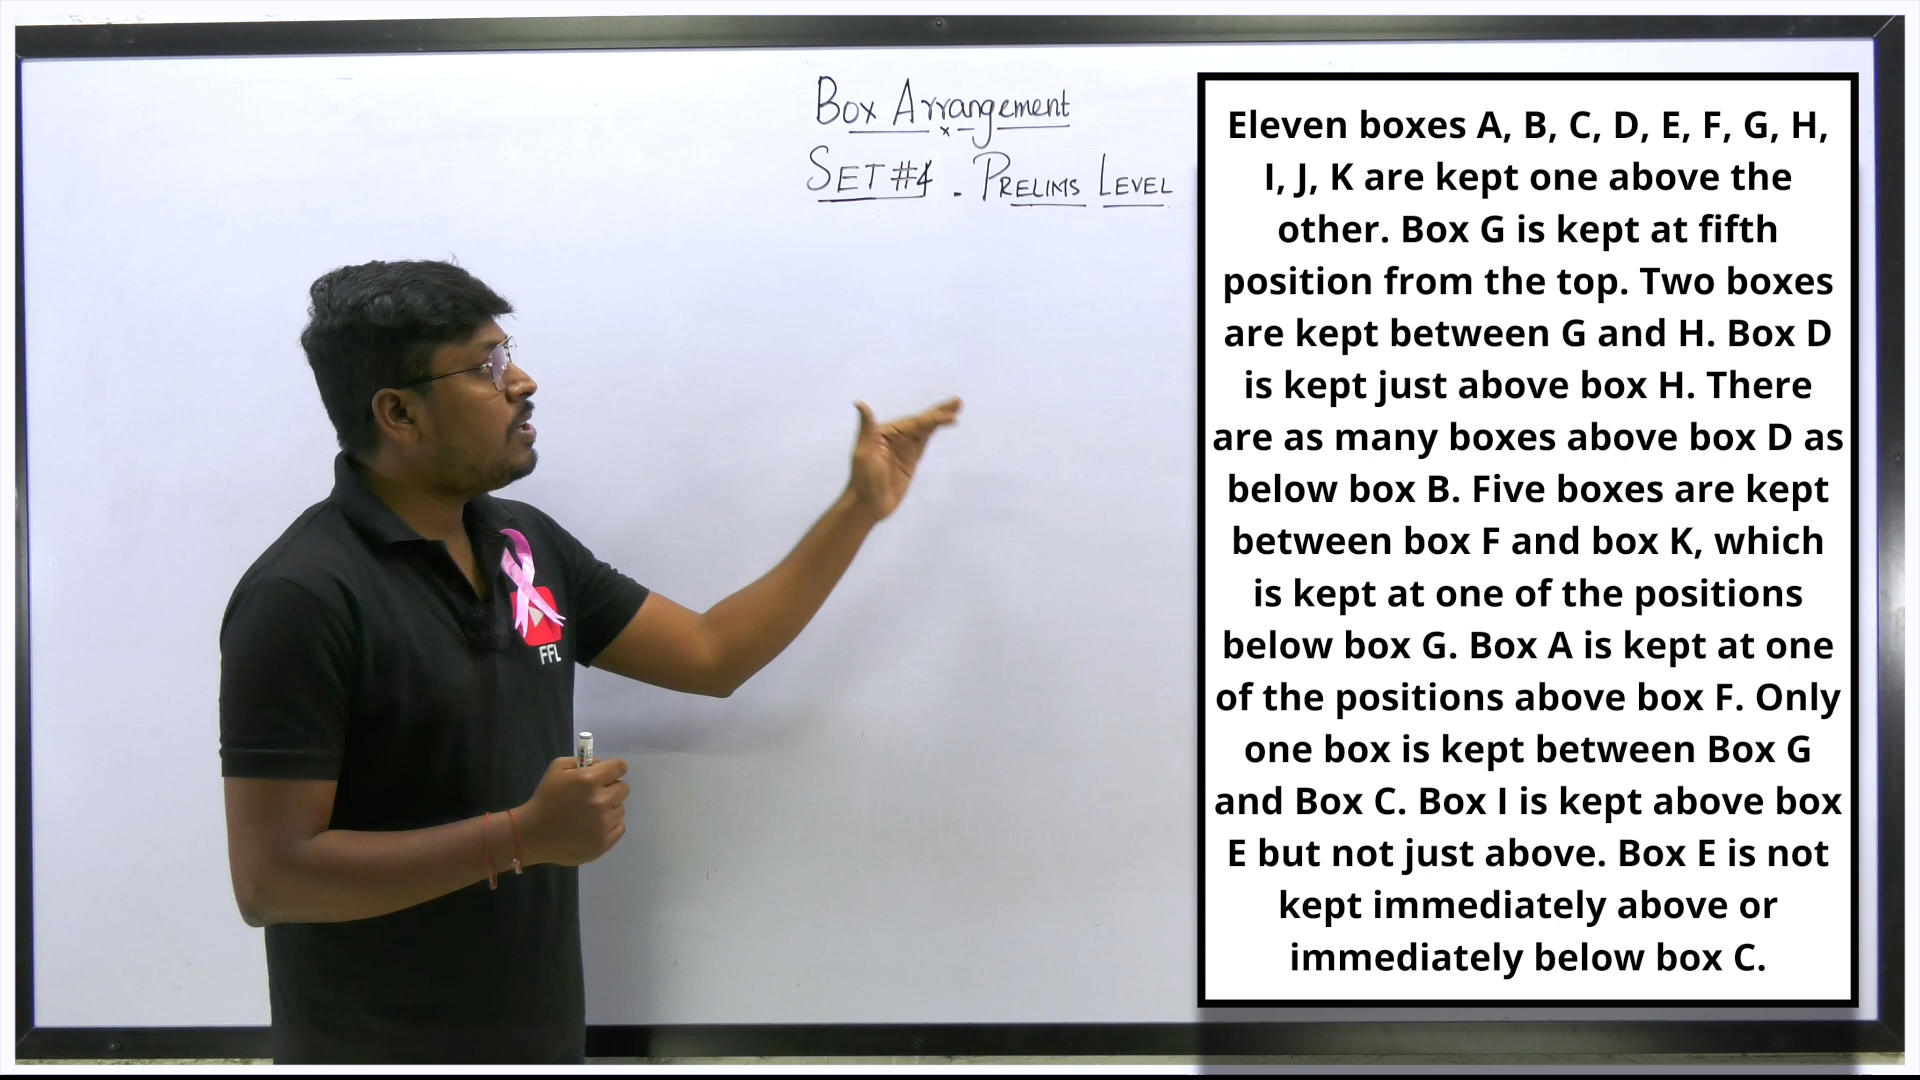 Box Arrangement
SET #4 - PRELIMS LEVEL
Eleven boxes A, B, C, D, E, F, G, H,
I, J, K are kept one above the
other. Box G is kept at fifth
position from the top. Two boxes
are kept between G and H. Box D
is kept just above box H. There
are as many boxes above box D as
below box B. Five boxes are kept
between box F and box K, which
is kept at one of the positions
below box G. Box A is kept at one
of the positions above box F. Only
one box is kept between Box G
and Box C. Box I is kept above box
E but not just above. Box E is not
kept immediately above or
immediately below box C.
FFL